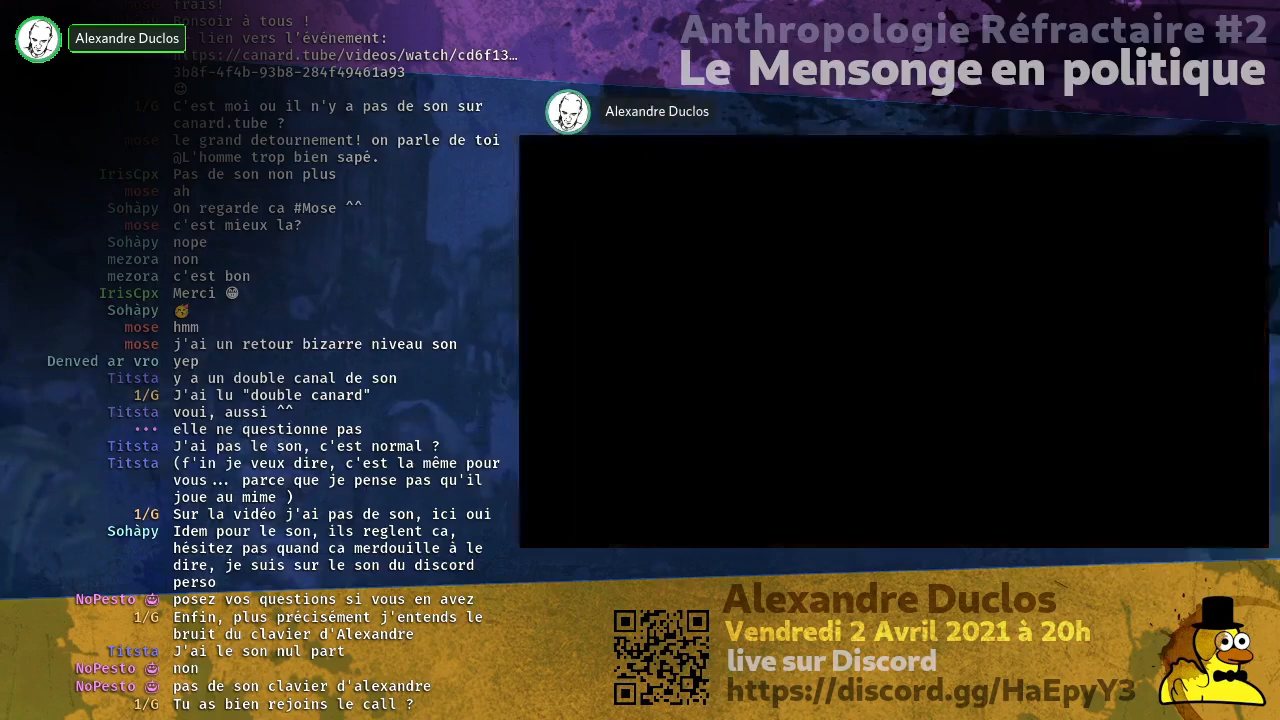 mose frais!
Bonsoir à tous !
lien vers l'événement:
https://canard.tube/videos/watch/cd6f13…
3b8f-4f4b-93b8-284f49461a93
Alexandre Duclos
Anthropologie Réfractaire #2
Le Mensonge en politique
Alexandre Duclos
1/G C'est moi ou il n'y a pas de son sur
canard.tube ?
mose le grand detournement! on parle de toi
@L'homme trop bien sapé.
IrisCpx Pas de son non plus
mose ah
Sohàpy On regarde ca #Mose ^^
mose c'est mieux la?
Sohàpy nope
mezora non
mezora c'est bon
IrisCpx Merci 😁
Sohàpy 🥳
mose hmm
mose j'ai un retour bizarre niveau son
Denved ar vro yep
Titsta y a un double canal de son
1/G J'ai lu "double canard"
Titsta voui, aussi ^^
••• elle ne questionne pas
Titsta J'ai pas le son, c'est normal ?
Titsta (f'in je veux dire, c'est la même pour
vous... parce que je pense pas qu'il
joue au mime )
1/G Sur la vidéo j'ai pas de son, ici oui
Sohàpy Idem pour le son, ils reglent ca,
hésitez pas quand ca merdouille à le
dire, je suis sur le son du discord
perso
NoPesto 🎃 posez vos questions si vous en avez
1/G Enfin, plus précisément j'entends le
bruit du clavier d'Alexandre
Titsta J'ai le son nul part
NoPesto 🎃 non
NoPesto 🎃 pas de son clavier d'alexandre
1/G Tu as bien rejoins le call ?
Alexandre Duclos
Vendredi 2 Avril 2021 à 20h
live sur Discord
https://discord.gg/HaEpyY3